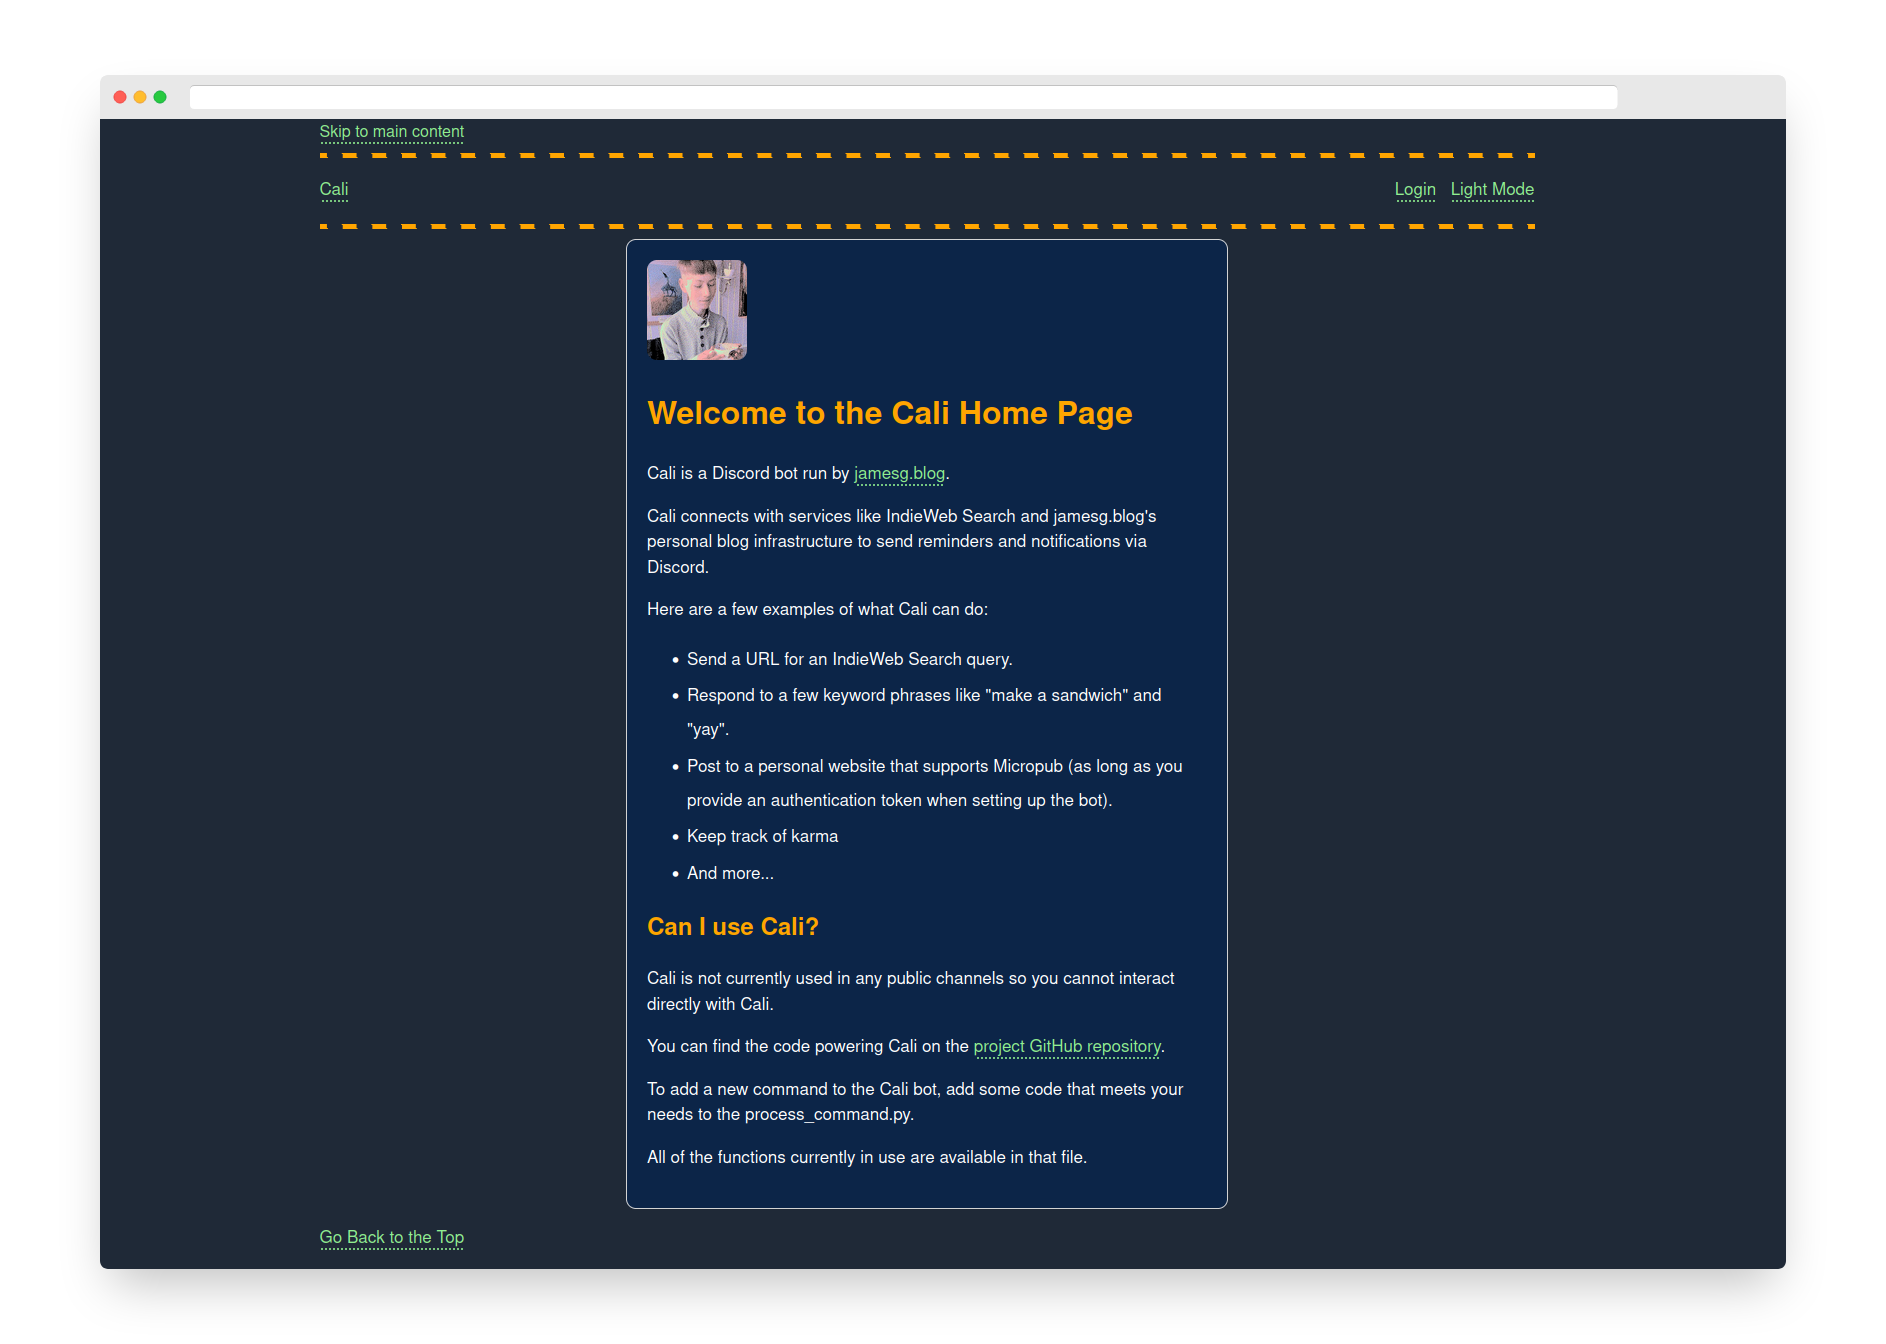 Skip to main content
Cali
Login Light Mode
Welcome to the Cali Home Page
Cali is a Discord bot run by jamesg.blog.
Cali connects with services like IndieWeb Search and jamesg.blog's
personal blog infrastructure to send reminders and notifications via
Discord.
Here are a few examples of what Cali can do:
• Send a URL for an IndieWeb Search query.
• Respond to a few keyword phrases like "make a sandwich" and
"yay".
• Post to a personal website that supports Micropub (as long as you
provide an authentication token when setting up the bot).
• Keep track of karma
• And more...
Can I use Cali?
Cali is not currently used in any public channels so you cannot interact
directly with Cali.
You can find the code powering Cali on the project GitHub repository.
To add a new command to the Cali bot, add some code that meets your
needs to the process_command.py.
All of the functions currently in use are available in that file.
Go Back to the Top